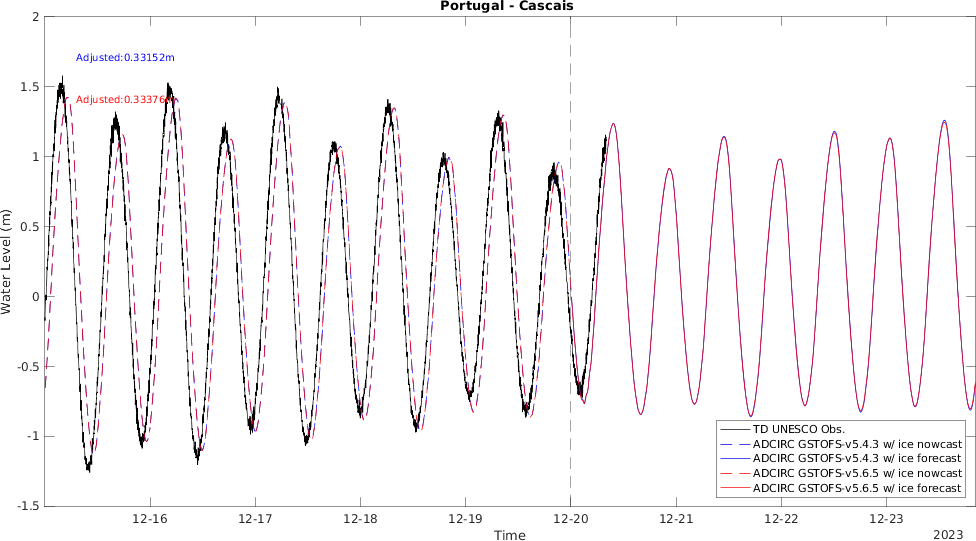 Portugal - Cascais
2
1.5
1
0.5
0
-0.5
-1
-1.5
Water Level (m)
Adjusted:0.33152m
Adjusted:0.33376m
TD UNESCO Obs.
ADCIRC GSTOFS-v5.4.3 w/ ice nowcast
ADCIRC GSTOFS-v5.4.3 w/ ice forecast
ADCIRC GSTOFS-v5.6.5 w/ ice nowcast
ADCIRC GSTOFS-v5.6.5 w/ ice forecast
12-16 12-17 12-18 12-19 12-20 12-21 12-22 12-23
Time
2023